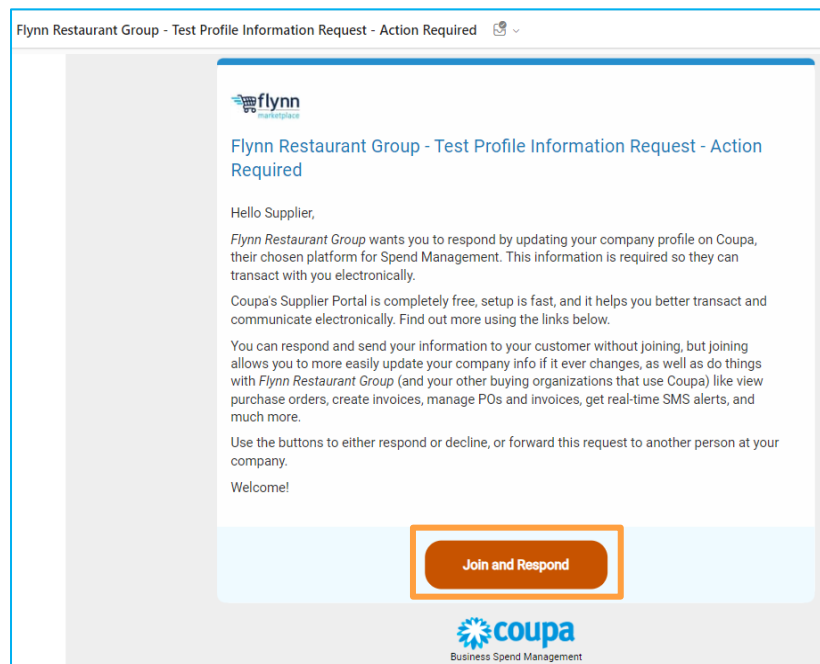 Flynn Restaurant Group - Test Profile Information Request - Action Required
flynn
marketplace
Flynn Restaurant Group - Test Profile Information Request - Action
Required
Hello Supplier,
Flynn Restaurant Group wants you to respond by updating your company profile on Coupa,
their chosen platform for Spend Management. This information is required so they can
transact with you electronically.
Coupa's Supplier Portal is completely free, setup is fast, and it helps you better transact and
communicate electronically. Find out more using the links below.
You can respond and send your information to your customer without joining, but joining
allows you to more easily update your company info if it ever changes, as well as do things
with Flynn Restaurant Group (and your other buying organizations that use Coupa) like view
purchase orders, create invoices, manage POs and invoices, get real-time SMS alerts, and
much more.
Use the buttons to either respond or decline, or forward this request to another person at your
company.
Welcome!
Join and Respond
coupa
Business Spend Management